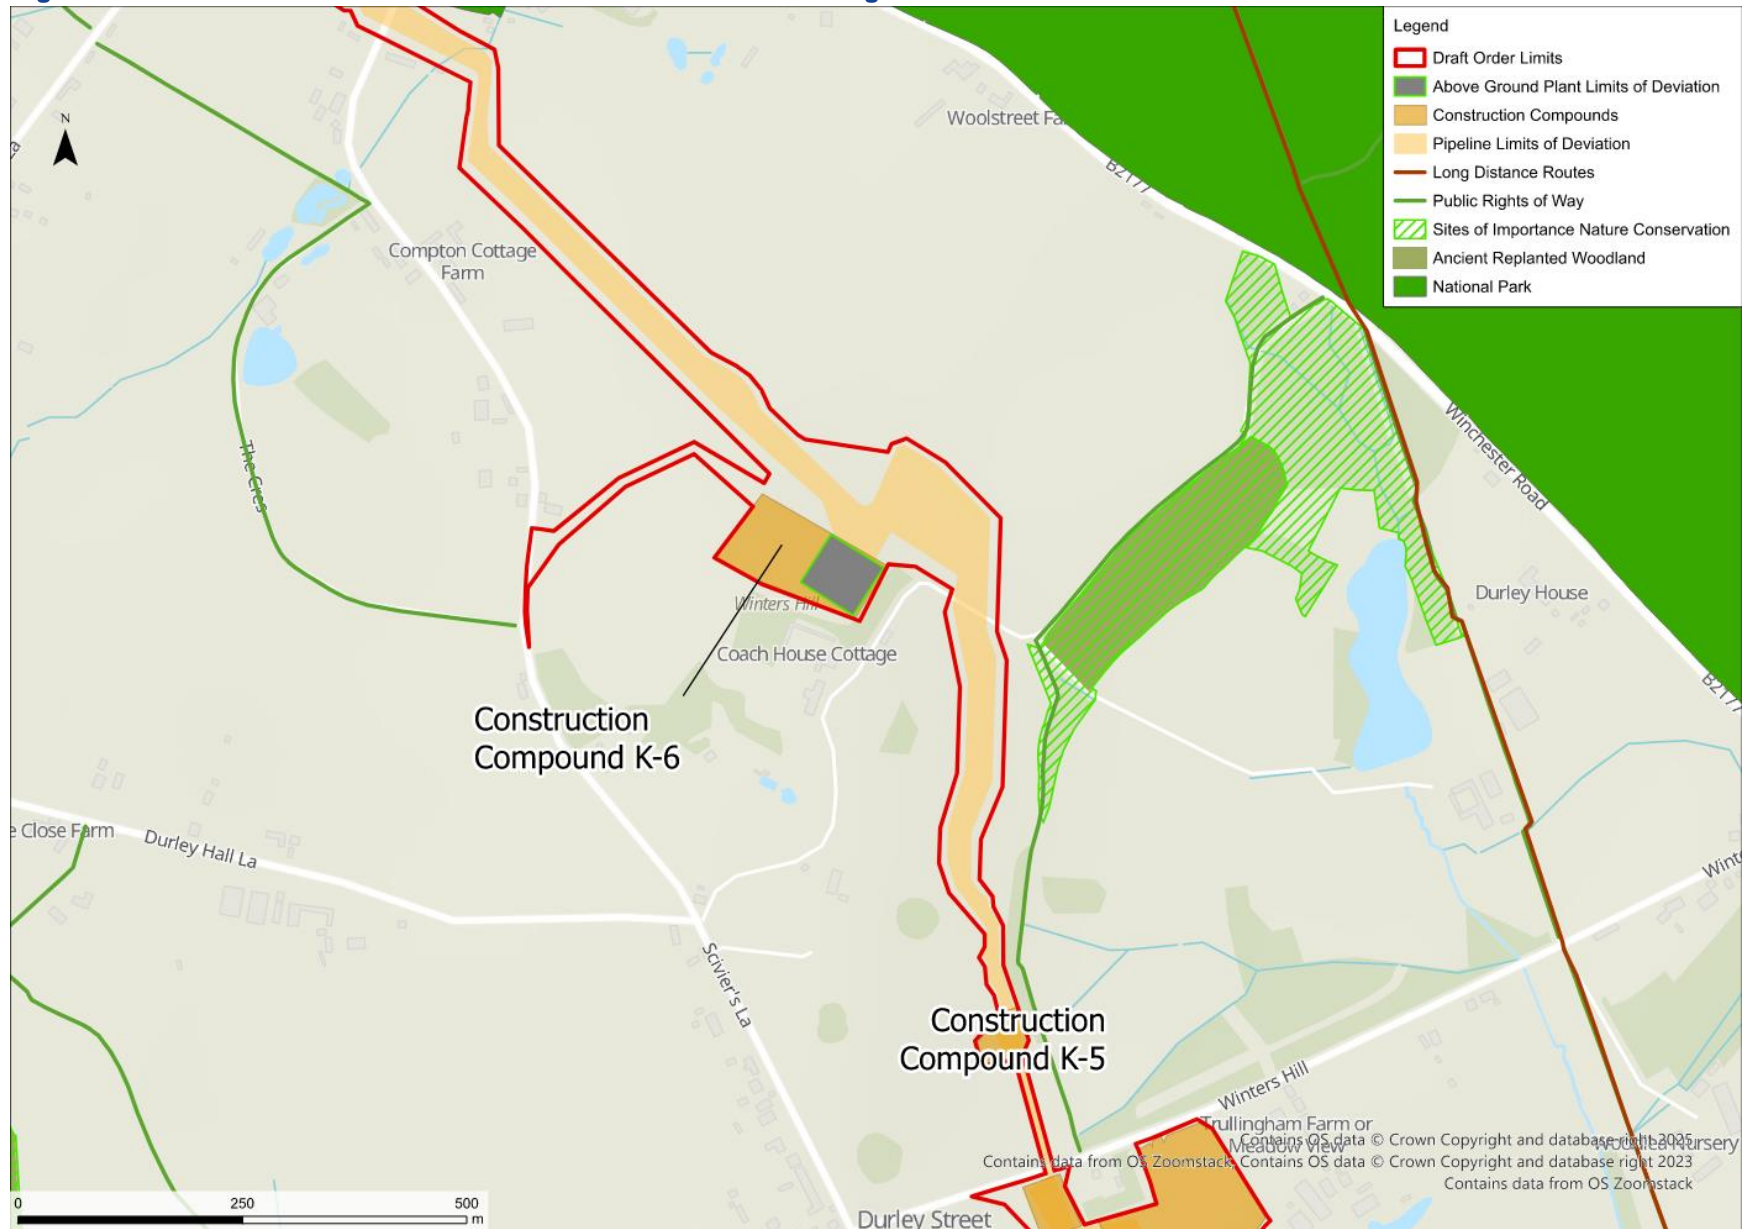 Legend
Draft Order Limits
Above Ground Plant Limits of Deviation
Construction Compounds
Pipeline Limits of Deviation
Long Distance Routes
Public Rights of Way
Sites of Importance Nature Conservation
Ancient Replanted Woodland
National Park
N
Woolstreet Fa
B2177
Compton Cottage
Farm
The Cres
Winchester Road
Durley House
Winters Hill
Coach House Cottage
B2177
Construction
Compound K-6
e Close Farm
Durley Hall La
Scivier's La
Construction
Compound K-5
Winters Hill
Trullingham Farm or
Meadow View
Contains OS data © Crown Copyright and database right 2025
Contains data from OS Zoomstack, Contains OS data © Crown Copyright and database right 2023
Contains data from OS Zoomstack
Nursery
Durley Street
0 250 500
m